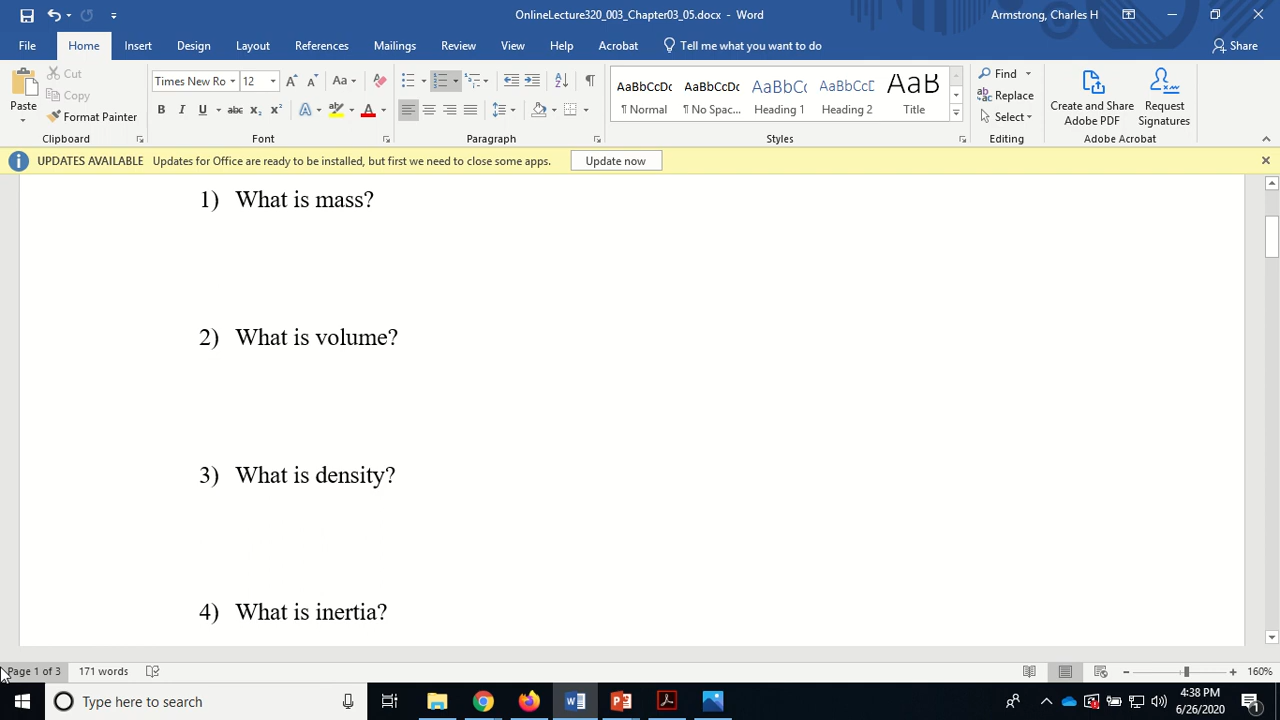 OnlineLecture320_003_Chapter03_05.docx - Word
Armstrong, Charles H
File Home Insert Design Layout References Mailings Review View Help Acrobat Tell me what you want to do Share
Paste
Cut
Copy
Format Painter
Clipboard
Times New Ro 12
Font
Paragraph
AaBbCcDc AaBbCcDc AaBbCc AaBbCcD AaB
¶ Normal ¶ No Spac... Heading 1 Heading 2 Title
Styles
Find
Replace
Select
Editing
Create and Share
Adobe PDF
Request
Signatures
Adobe Acrobat
UPDATES AVAILABLE Updates for Office are ready to be installed, but first we need to close some apps. Update now
1) What is mass?
2) What is volume?
3) What is density?
4) What is inertia?
Page 1 of 3 171 words 160%
Type here to search
4:38 PM
6/26/2020
1